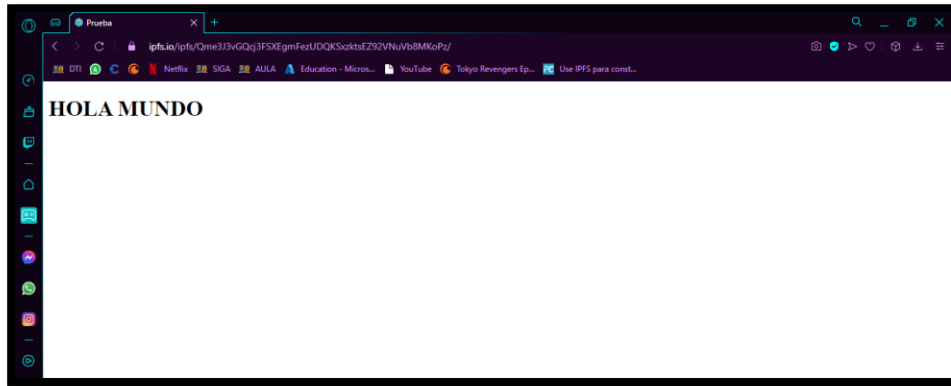 Prueba
ipfs.io/ipfs/Qme3J3vGQcj3FSXEgmFezUDQKSxzktsEZ92VNuVb8MKoPz/
DTI Netflix SIGA AULA Education - Micros... YouTube Tokyo Revengers Ep... Use IPFS para const...
HOLA MUNDO